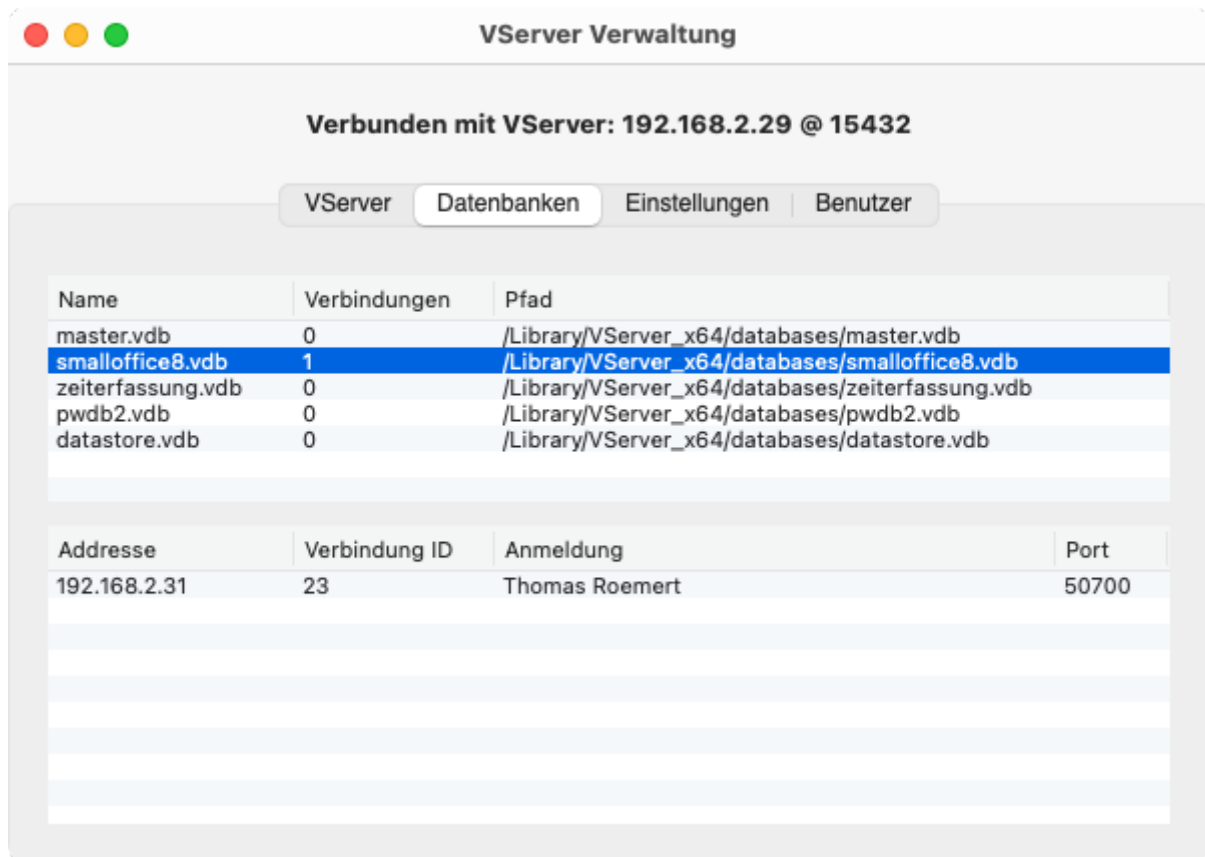 VServer Verwaltung
Verbunden mit VServer: 192.168.2.29 @ 15432
VServer Datenbanken Einstellungen Benutzer
Name Verbindungen Pfad
master.vdb 0 /Library/VServer_x64/databases/master.vdb
smalloffice8.vdb 1 /Library/VServer_x64/databases/smalloffice8.vdb
zeiterfassung.vdb 0 /Library/VServer_x64/databases/zeiterfassung.vdb
pwdb2.vdb 0 /Library/VServer_x64/databases/pwdb2.vdb
datastore.vdb 0 /Library/VServer_x64/databases/datastore.vdb
Addresse Verbindung ID Anmeldung Port
192.168.2.31 23 Thomas Roemert 50700